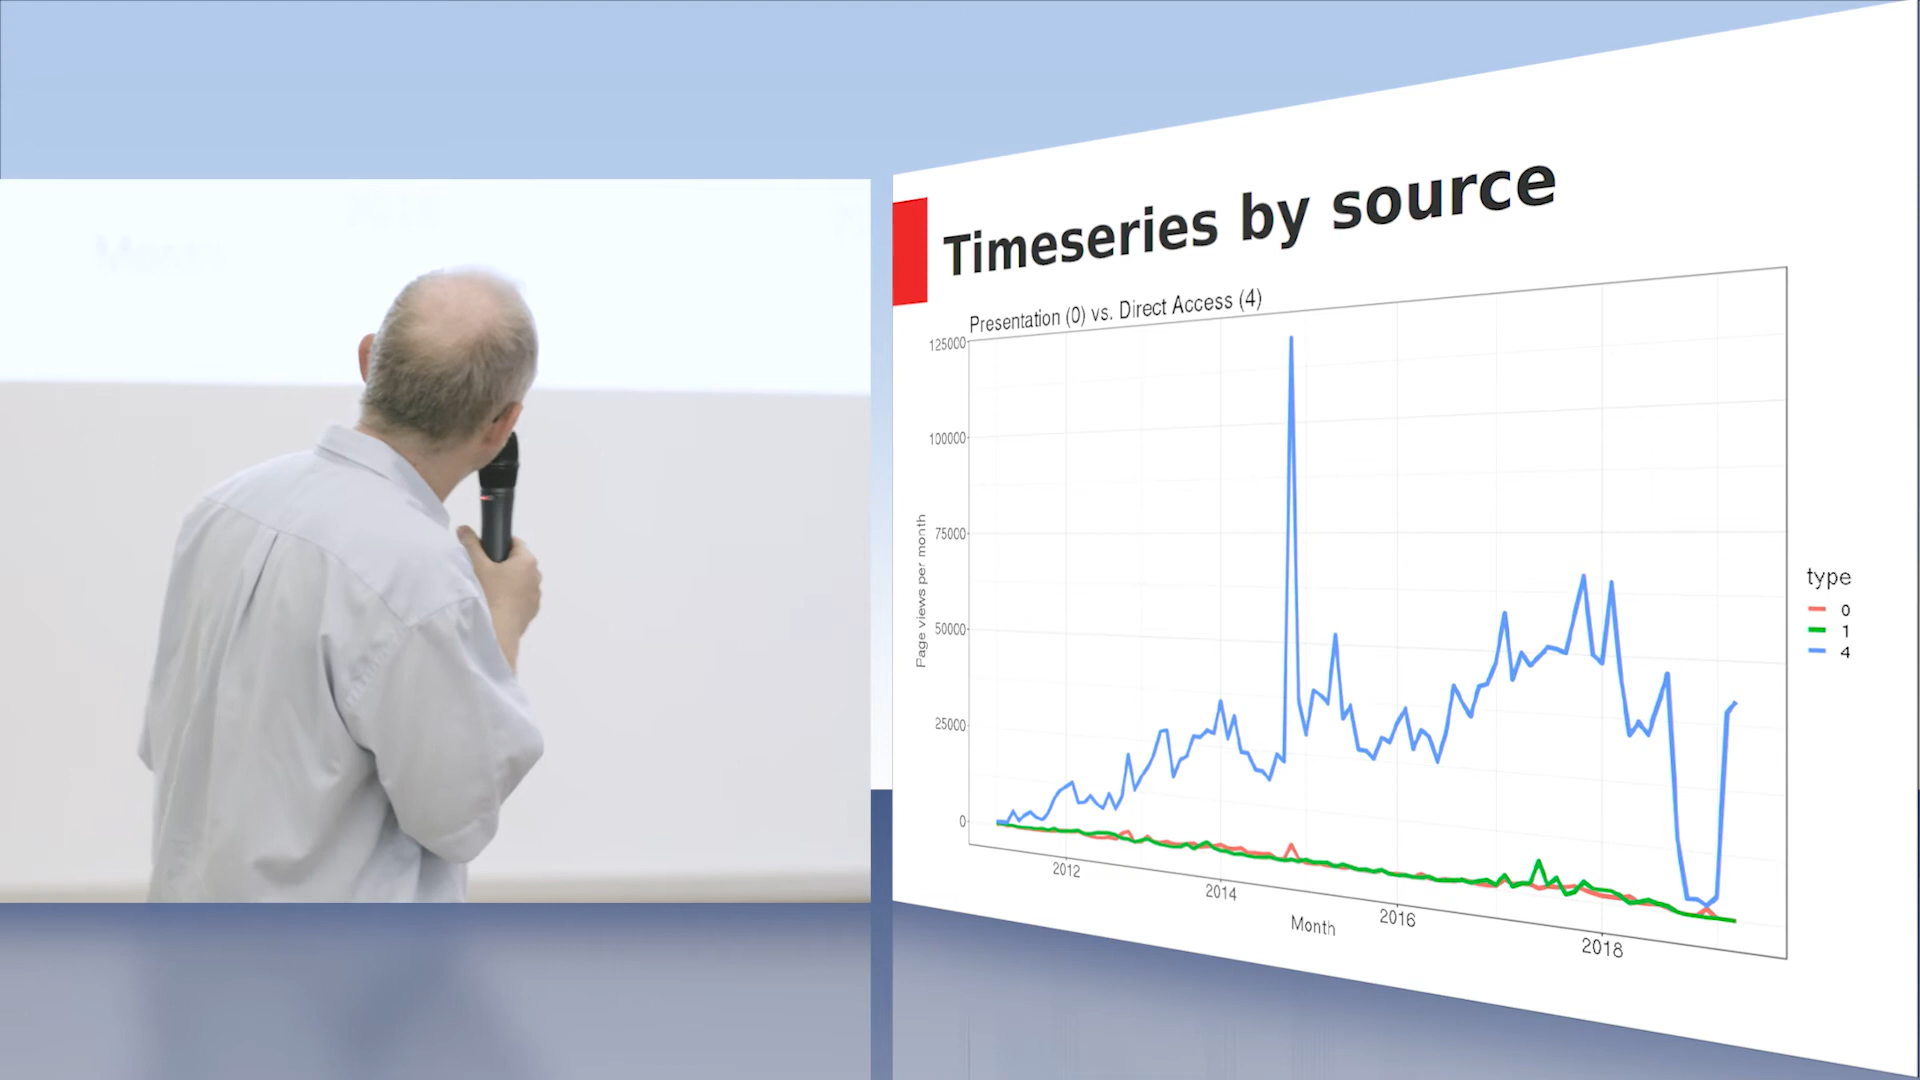 Timeseries by source
Presentation (0) vs. Direct Access (4)
125000
100000
75000
50000
25000
0
Page views per month
2012
2014
2016
2018
Month
type
0
1
4